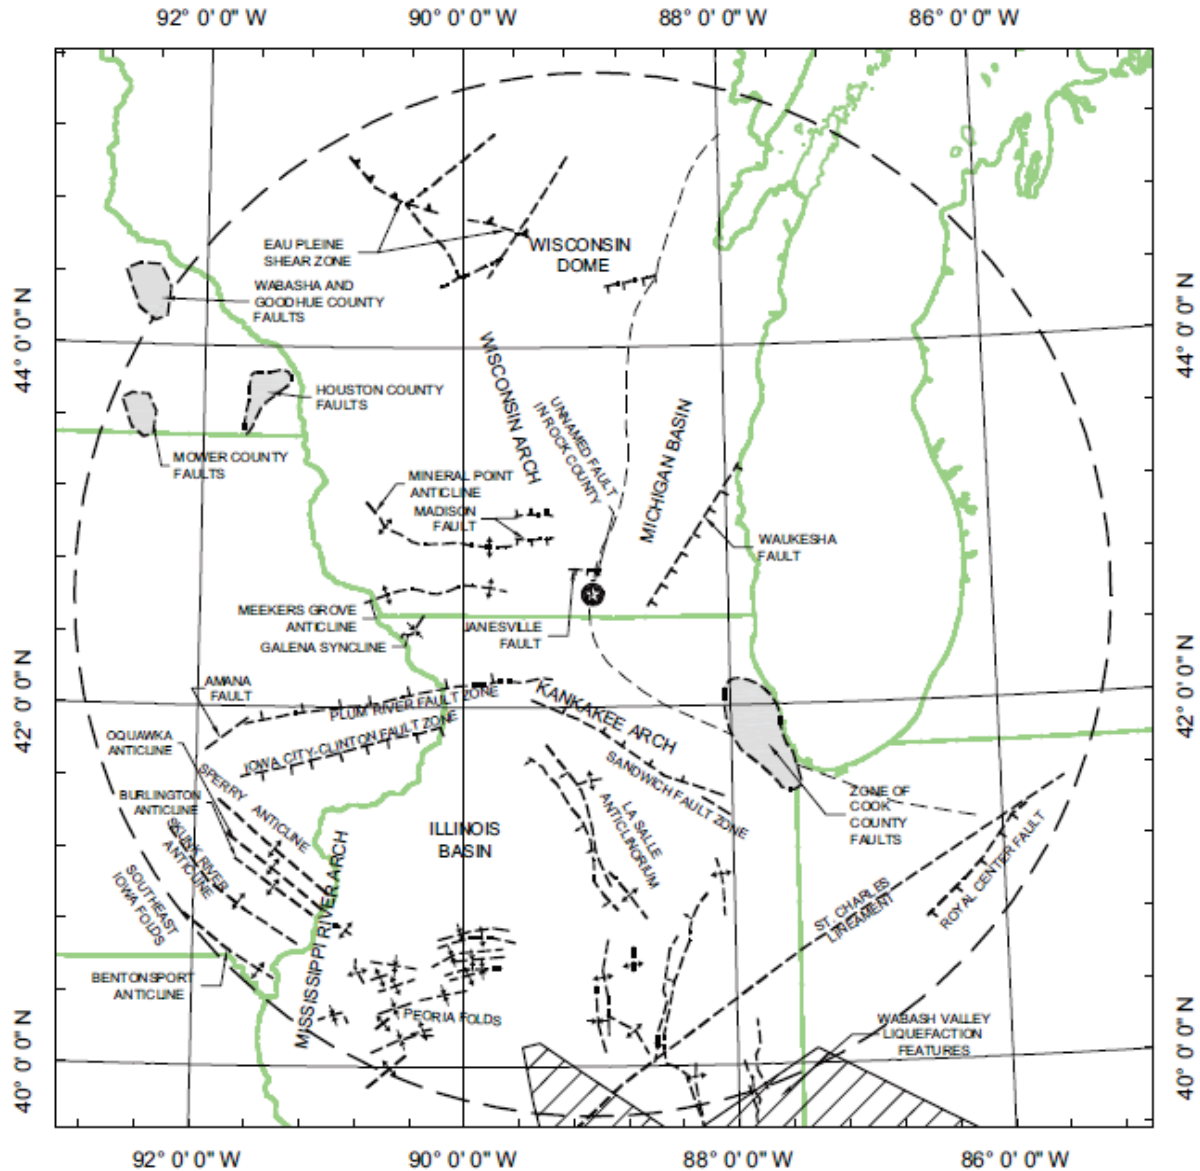 92° 0' 0" W
90° 0' 0" W
88° 0' 0" W
86° 0' 0" W
EAU PLEINE
SHEAR ZONE
WISCONSIN
DOME
WABASHA AND
GOODHUE COUNTY
FAULTS
44° 0' 0" N
44° 0' 0" N
HOUSTON COUNTY
FAULTS
WISCONSIN ARCH
UNNAMED FAULT
IN ROCK COUNTY
MICHIGAN BASIN
MOWER COUNTY
FAULTS
MINERAL POINT
ANTICLINE
MADISON
FAULT
WAUKESHA
FAULT
MEEKERS GROVE
ANTICLINE
JANESVILLE
FAULT
GALENA SYNCLINE
AMANA
FAULT
PLUM RIVER FAULT ZONE
KANKAKEE ARCH
42° 0' 0" N
42° 0' 0" N
OQUAWKA
ANTICLINE
IOWA CITY-CLINTON FAULT ZONE
SANDWICH FAULT ZONE
SPERRY ANTICLINE
BURLINGTON
ANTICLINE
ZONE OF
COOK
COUNTY
FAULTS
SKUNK RIVER
ANTICLINE
ILLINOIS
BASIN
LA SALLE
ANTICLINORIUM
MISSISSIPPI RIVER ARCH
SOUTHEAST
IOWA FOLDS
ST. CHARLES
LINEAMENT
ROYAL CENTER FAULT
BENTONSPORT
ANTICLINE
PEORIA FOLDS
WABASH VALLEY
LIQUEFACTION
FEATURES
40° 0' 0" N
40° 0' 0" N
92° 0' 0" W
90° 0' 0" W
88° 0' 0" W
86° 0' 0" W